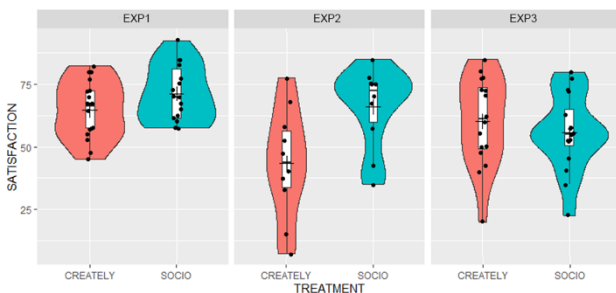 EXP1
EXP2
EXP3
SATISFACTION
75
50
25
CREATELY
SOCIO
CREATELY
SOCIO
CREATELY
SOCIO
TREATMENT